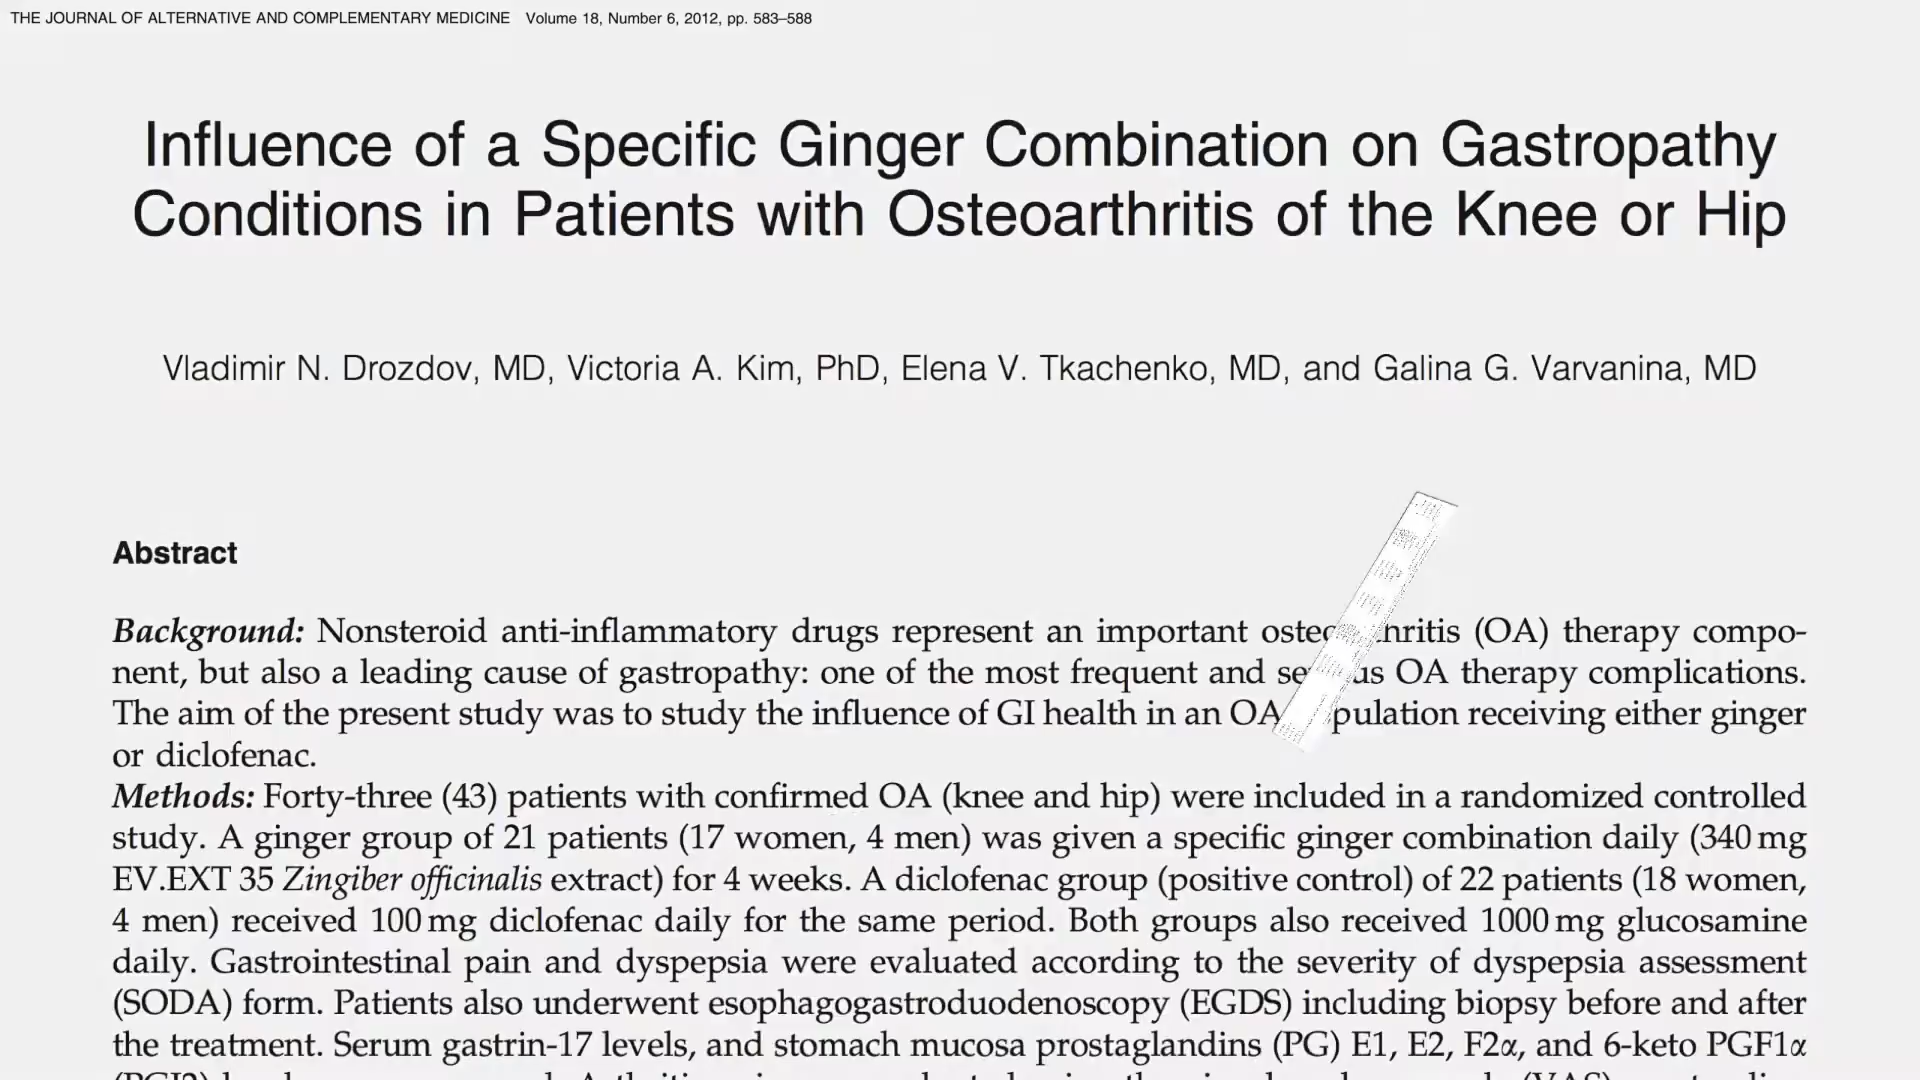 THE JOURNAL OF ALTERNATIVE AND COMPLEMENTARY MEDICINE Volume 18, Number 6, 2012, pp. 583–588
Influence of a Specific Ginger Combination on Gastropathy
Conditions in Patients with Osteoarthritis of the Knee or Hip
Vladimir N. Drozdov, MD, Victoria A. Kim, PhD, Elena V. Tkachenko, MD, and Galina G. Varvanina, MD
Abstract
Background: Nonsteroid anti-inflammatory drugs represent an important (OA) therapy compo-
nent, but also a leading cause of gastropathy: one of the most frequent and OA therapy complications.
The aim of the present study was to study the influence of GI health in an OA receiving either ginger
or diclofenac.
Methods: Forty-three (43) patients with confirmed OA (knee and hip) were included in a randomized controlled
study. A ginger group of 21 patients (17 women, 4 men) was given a specific ginger combination daily (340 mg
EV.EXT 35 Zingiber officinalis extract) for 4 weeks. A diclofenac group (positive control) of 22 patients (18 women,
4 men) received 100 mg diclofenac daily for the same period. Both groups also received 1000 mg glucosamine
daily. Gastrointestinal pain and dyspepsia were evaluated according to the severity of dyspepsia assessment
(SODA) form. Patients also underwent esophagogastroduodenoscopy (EGDS) including biopsy before and after
the treatment. Serum gastrin-17 levels, and stomach mucosa prostaglandins (PG) E1, E2, F2α, and 6-keto PGF1α